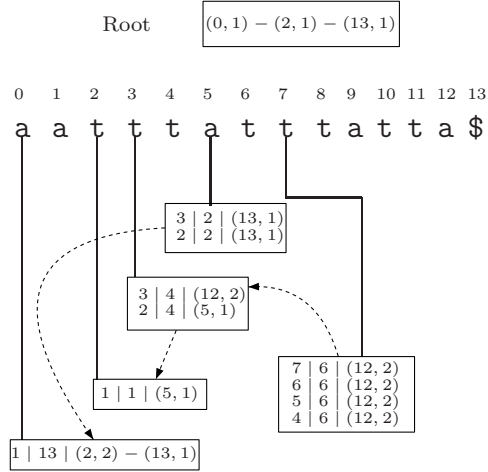 Root (0, 1) − (2, 1) − (13, 1)
0 1 2 3 4 5 6 7 8 9 10 11 12 13
a a t t t a t t t a t t a $
3 | 2 | (13, 1)
2 | 2 | (13, 1)
3 | 4 | (12, 2)
2 | 4 | (5, 1)
7 | 6 | (12, 2)
6 | 6 | (12, 2)
5 | 6 | (12, 2)
4 | 6 | (12, 2)
1 | 1 | (5, 1)
1 | 13 | (2, 2) − (13, 1)